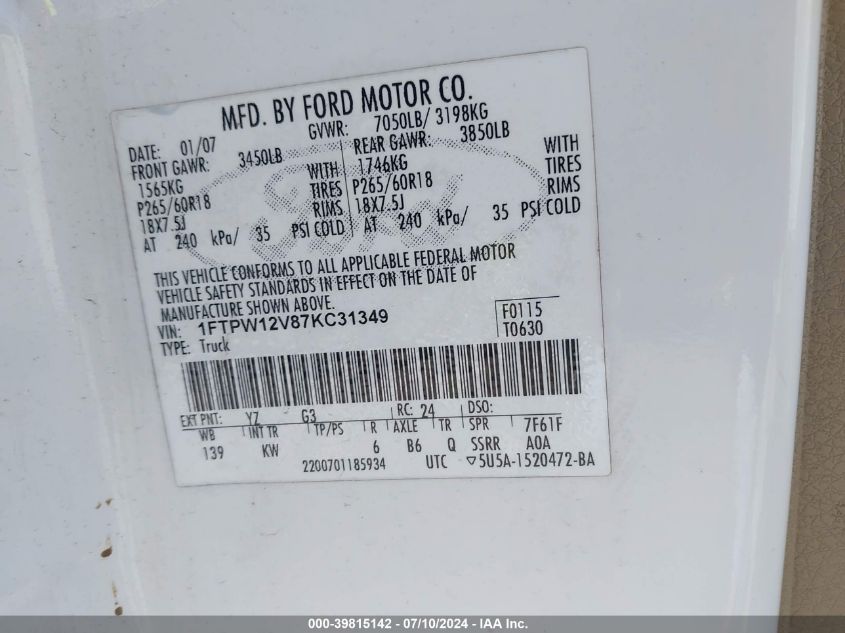 MFD. BY FORD MOTOR CO.
DATE: 01/07 GVWR: 7050LB/ 3198KG
FRONT GAWR: 3450LB REAR GAWR: 3850LB
1565KG WITH 1746KG WITH
P265/60R18 TIRES P265/60R18 TIRES
18X7.5J RIMS 18X7.5J RIMS
AT 240 kPa/ 35 PSI COLD AT 240 kPa/ 35 PSI COLD
Ford
THIS VEHICLE CONFORMS TO ALL APPLICABLE FEDERAL MOTOR
VEHICLE SAFETY STANDARDS IN EFFECT ON THE DATE OF
MANUFACTURE SHOWN ABOVE.
VIN: 1FTPW12V87KC31349 F0115
TYPE: Truck T0630
EXT PNT: YZ G3 RC: 24 DSO:
WB INT TR TP/PS R AXLE TR SPR 7F61F
139 KW 6 B6 Q SSRR AOA
2200701185934 UTC ▽5U5A-1520472-BA
000-39815142 - 07/10/2024 - IAA Inc.